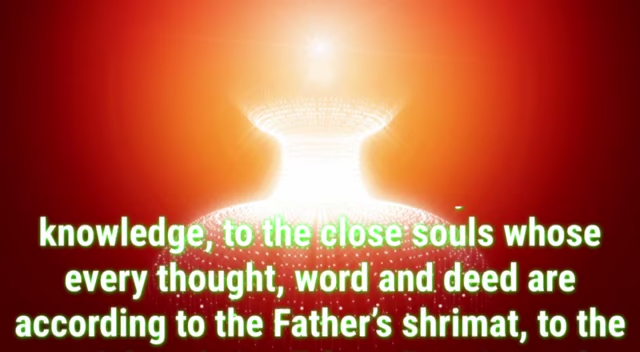 knowledge, to the close souls whose
every thought, word and deed are
according to the Father’s shrimat, to the